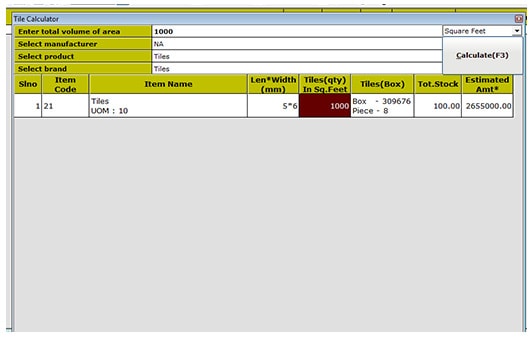 Tile Calculator
Enter total volume of area 1000 Square Feet
Select manufacturer NA
Select product Tiles
Calculate(F3)
Select brand Tiles
Slno Item Code Item Name Len*Width (mm) Tiles(qty) In Sq.Feet Tiles(Box) Tot.Stock Estimated Amt*
1 21 Tiles UOM : 10 5*6 1000 Box - 309676 Piece - 8 100.00 2655000.00